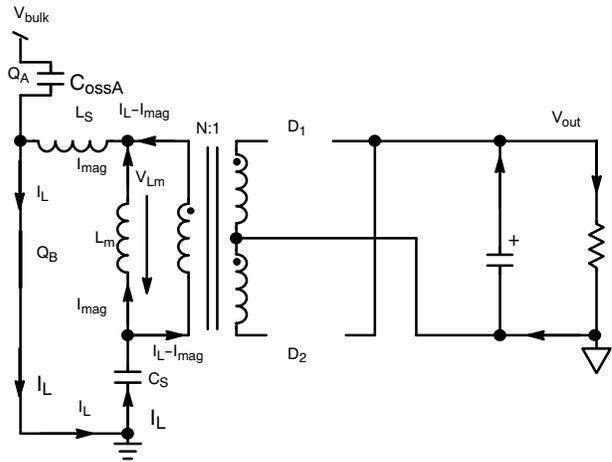 Vbulk
QA
CossA
LS
IL–Imag
N:1
D1
Vout
Imag
VLm
IL
Lm
QB
+
Imag
IL–Imag
D2
CS
IL
IL
IL